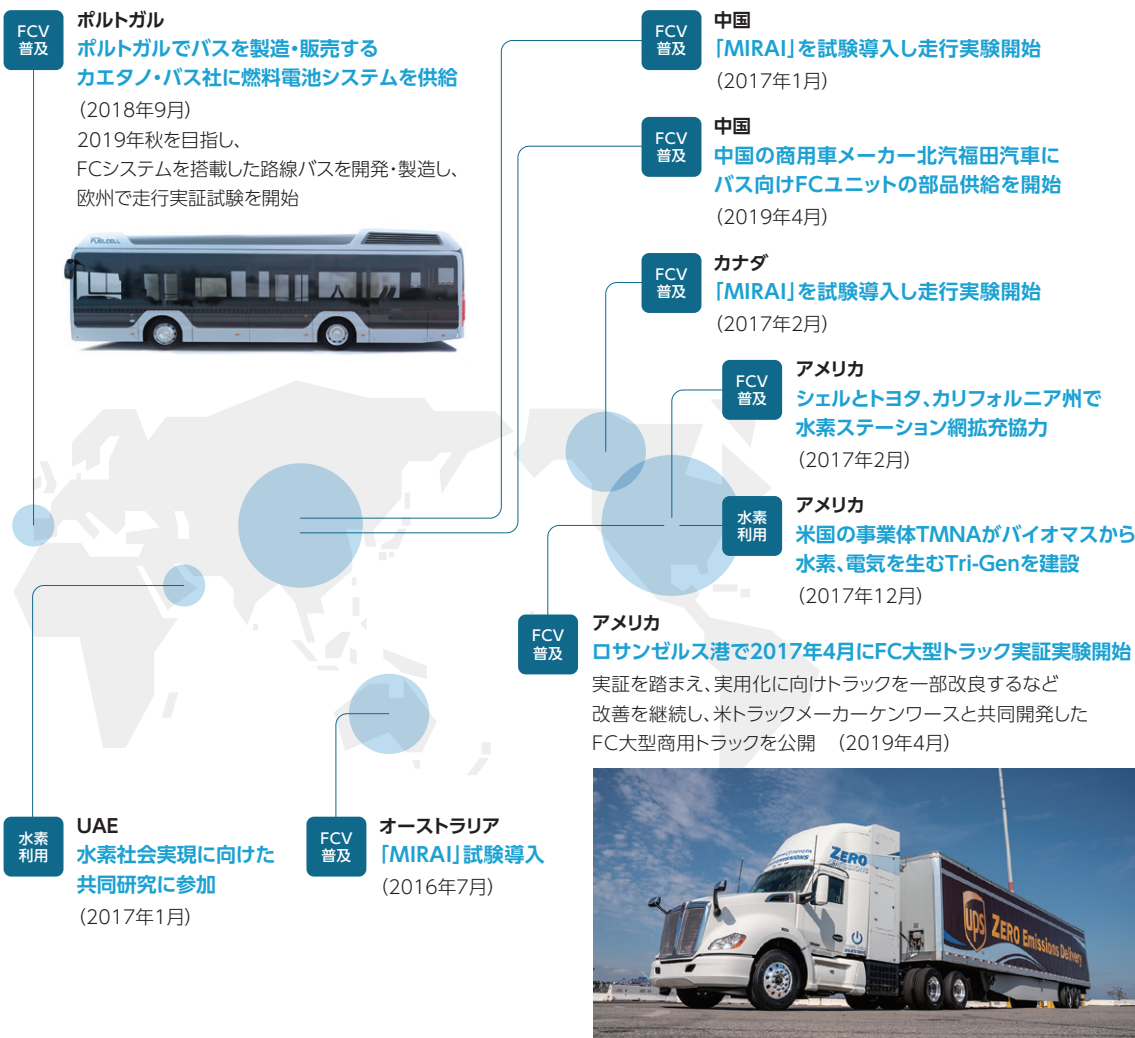 FCV
普及
ポルトガル
ポルトガルでバスを製造・販売する
カエタノ・バス社に燃料電池システムを供給
（2018年9月）
2019年秋を目指し、
FCシステムを搭載した路線バスを開発・製造し、
欧州で走行実証試験を開始
FUELCELL
FCV
普及
中国
「MIRAI」を試験導入し走行実験開始
（2017年1月）
FCV
普及
中国
中国の商用車メーカー北汽福田汽車に
バス向けFCユニットの部品供給を開始
（2019年4月）
FCV
普及
カナダ
「MIRAI」を試験導入し走行実験開始
（2017年2月）
FCV
普及
アメリカ
シェルとトヨタ、カリフォルニア州で
水素ステーション網拡充協力
（2017年2月）
水素
利用
アメリカ
米国の事業体TMNAがバイオマスから
水素、電気を生むTri-Genを建設
（2017年12月）
FCV
普及
アメリカ
ロサンゼルス港で2017年4月にFC大型トラック実証実験開始
実証を踏まえ、実用化に向けトラックを一部改良するなど
改善を継続し、米トラックメーカーケンワースと共同開発した
FC大型商用トラックを公開　（2019年4月）
水素
利用
UAE
水素社会実現に向けた
共同研究に参加
（2017年1月）
FCV
普及
オーストラリア
「MIRAI」試験導入
（2016年7月）
ZERO
EMISSIONS
ups
ZERO Emissions Delivery